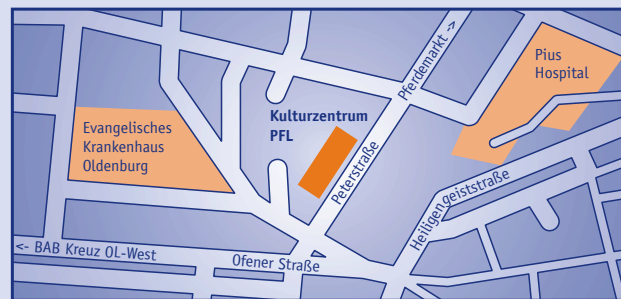 Pferdemarkt ->
Pius
Hospital
Kulturzentrum
PFL
Evangelisches
Krankenhaus
Oldenburg
Peterstraße
Heiligengeiststraße
<- BAB Kreuz OL-West
Ofener Straße